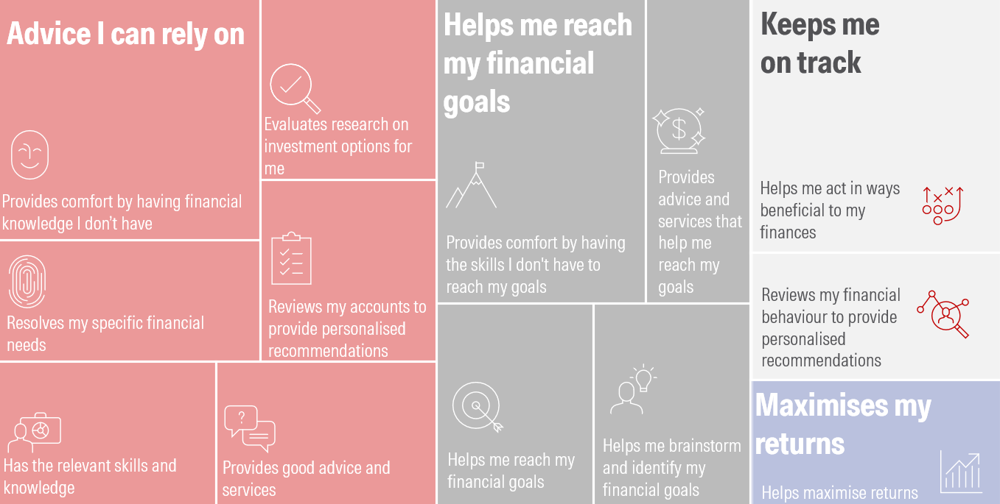 Advice I can rely on
Provides comfort by having financial
knowledge I don’t have
Resolves my specific financial
needs
Has the relevant skills and
knowledge
Evaluates research on
investment options for
me
Reviews my accounts to
provide personalised
recommendations
?
Provides good advice and
services
Helps me reach
my financial
goals
Provides comfort by having
the skills I don't have to
reach my goals
$
Provides
advice and
services that
help me
reach my
goals
Helps me reach my
financial goals
Helps me brainstorm
and identify my
financial goals
Keeps me
on track
Helps me act in ways
beneficial to my
finances
Reviews my financial
behaviour to provide
personalised
recommendations
Maximises my
returns
Helps maximise returns